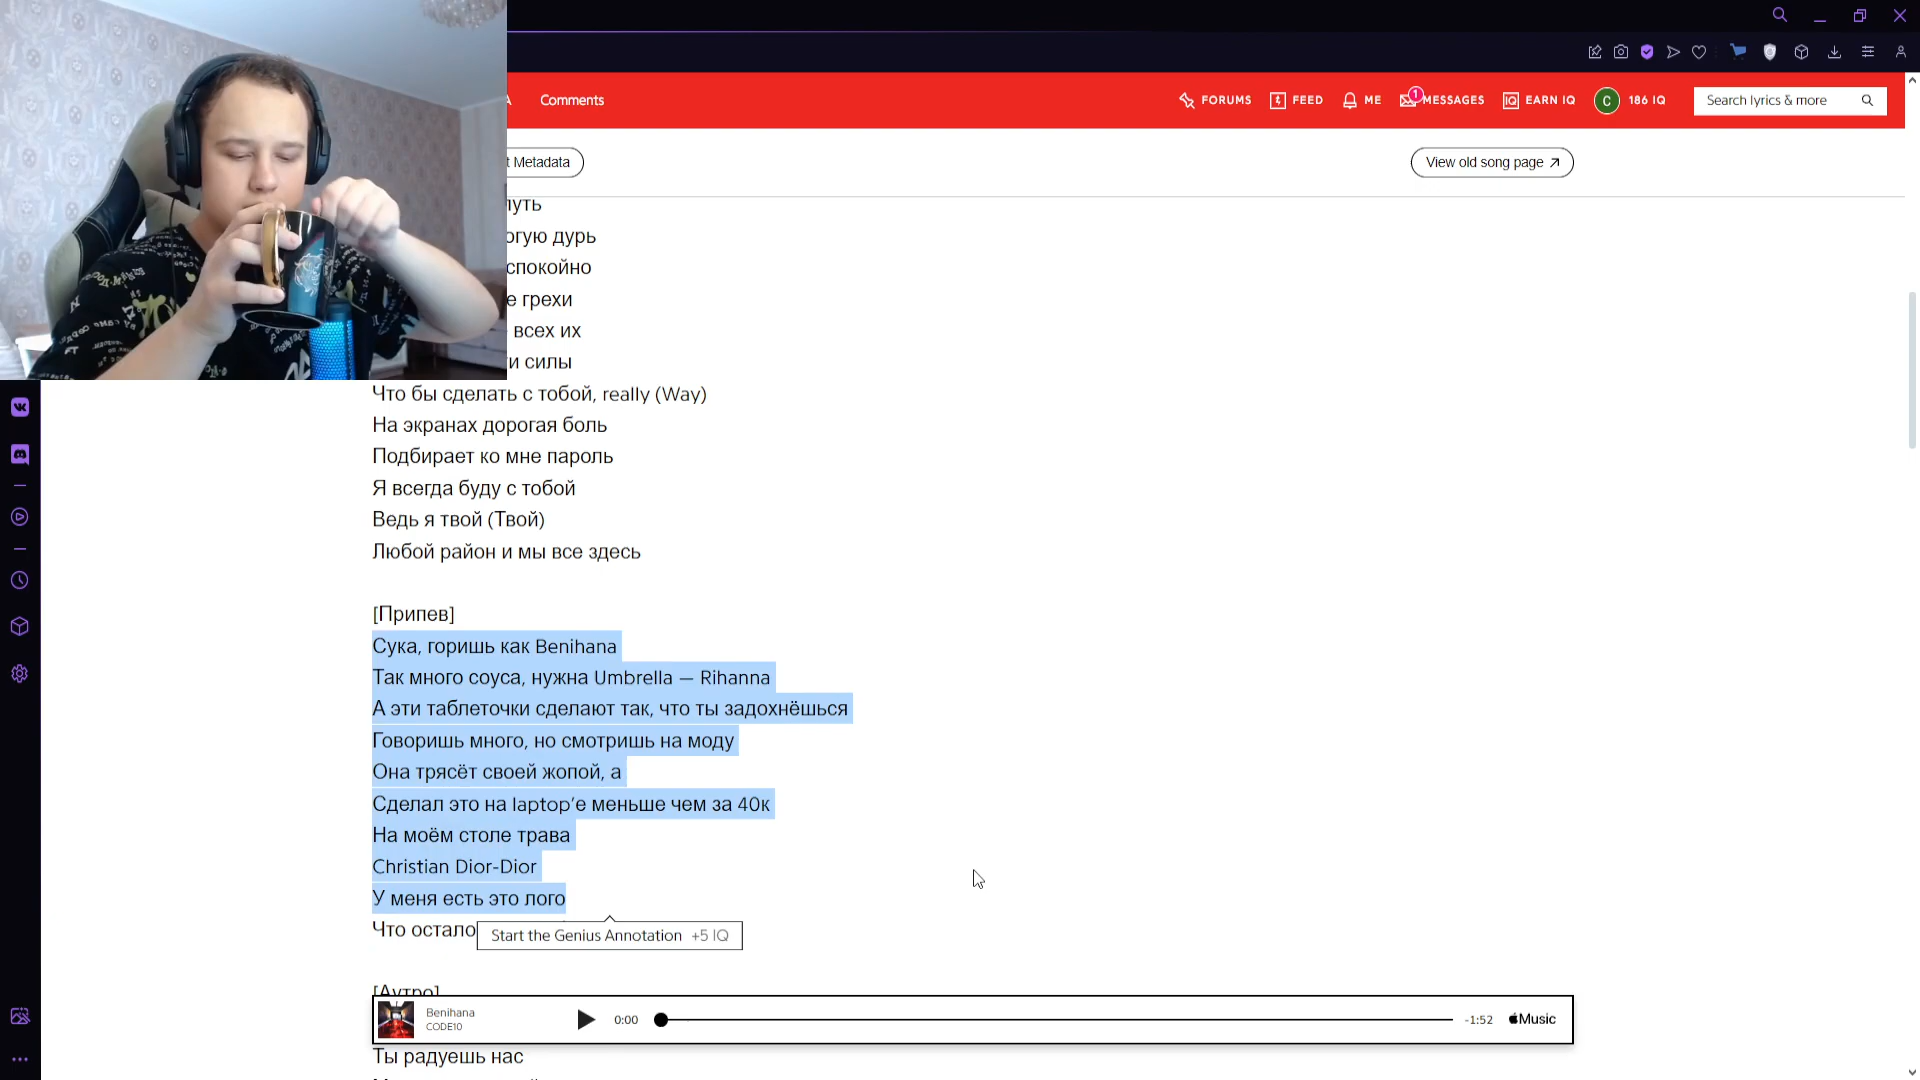 Comments
FORUMS
FEED
ME
1
MESSAGES
IQ
EARN IQ
C
186 IQ
Search lyrics & more
t Metadata
View old song page
огую дурь
спокойно
е грехи
всех их
и силы
Что бы сделать с тобой, really (Way)
На экранах дорогая боль
Подбирает ко мне пароль
Я всегда буду с тобой
Ведь я твой (Твой)
Любой район и мы все здесь
[Припев]
Сука, горишь как Benihana
Так много соуса, нужна Umbrella — Rihanna
А эти таблеточки сделают так, что ты задохнёшься
Говоришь много, но смотришь на моду
Она трясёт своей жопой, а
Сделал это на laptop’e меньше чем за 40к
На моём столе трава
Christian Dior-Dior
У меня есть это лого
Что остало
Start the Genius Annotation +5 IQ
[Аутро]
Benihana
CODE10
0:00
-1:52
Music
Ты радуешь нас